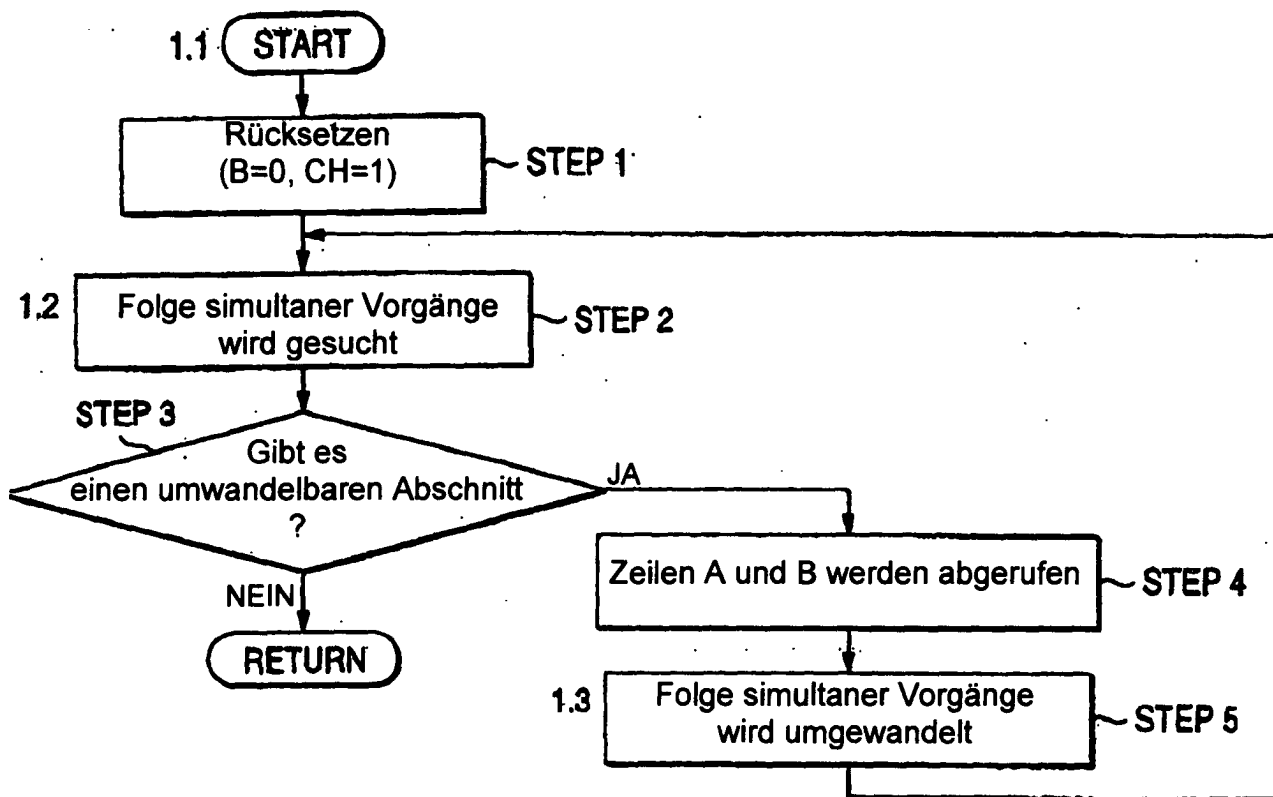 1.1 START
Rücksetzen
(B=0, CH=1)
STEP 1
1.2
Folge simultaner Vorgänge
wird gesucht
STEP 2
STEP 3
Gibt es
einen umwandelbaren Abschnitt
?
JA
NEIN
RETURN
Zeilen A und B werden abgerufen
STEP 4
1.3
Folge simultaner Vorgänge
wird umgewandelt
STEP 5